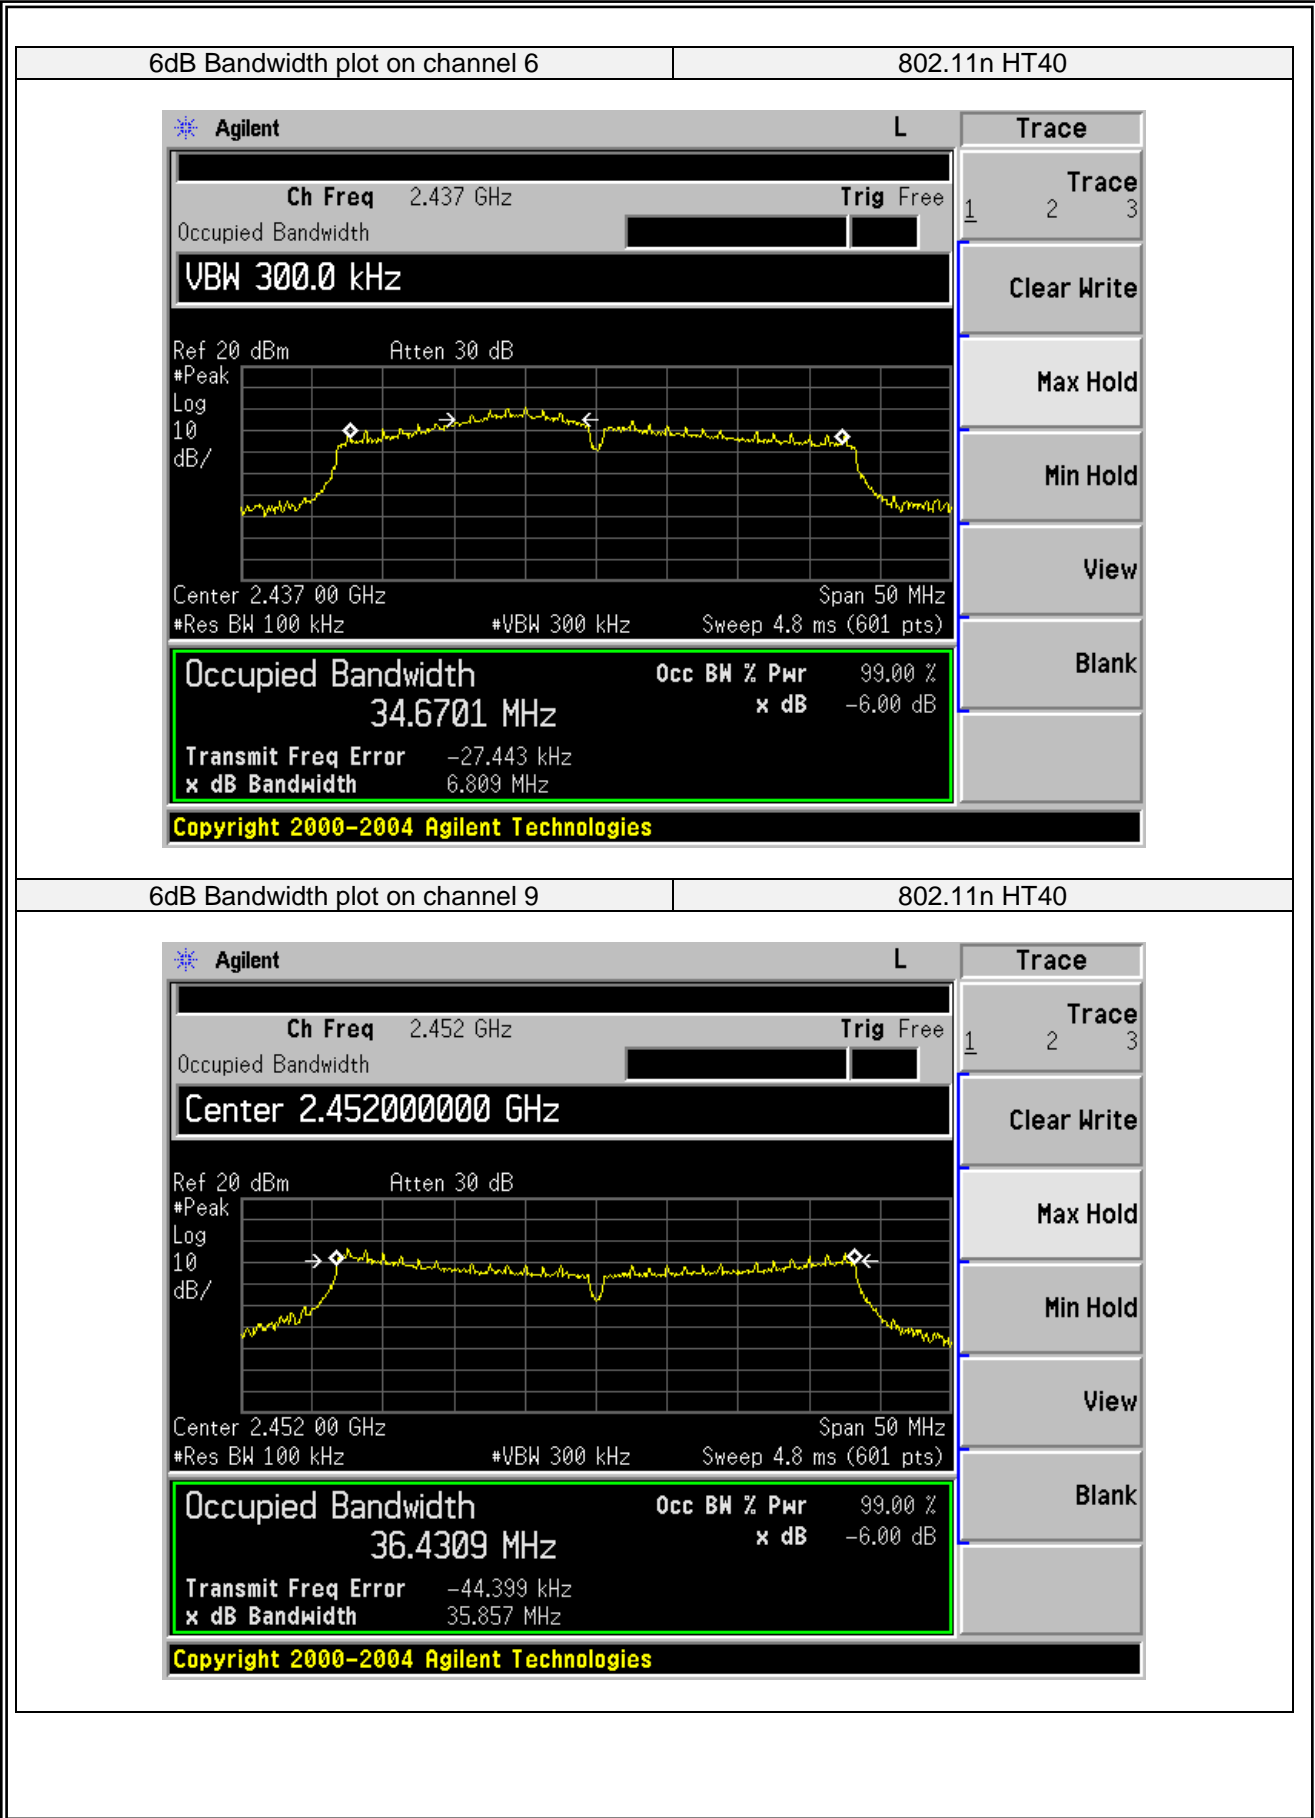 6dB Bandwidth plot on channel 6 802.11n HT40
Agilent L Trace
Ch Freq 2.437 GHz Trig Free
Occupied Bandwidth
Trace
1 2 3
VBW 300.0 kHz
Clear Write
Ref 20 dBm Atten 30 dB
#Peak
Log
10
dB/
Max Hold
Min Hold
View
Center 2.437 00 GHz Span 50 MHz
#Res BW 100 kHz #VBW 300 kHz Sweep 4.8 ms (601 pts)
Blank
Occupied Bandwidth Occ BW % Pwr 99.00 %
34.6701 MHz x dB -6.00 dB
Transmit Freq Error -27.443 kHz
x dB Bandwidth 6.809 MHz
Copyright 2000-2004 Agilent Technologies
6dB Bandwidth plot on channel 9 802.11n HT40
Agilent L Trace
Ch Freq 2.452 GHz Trig Free
Occupied Bandwidth
Trace
1 2 3
Center 2.452000000 GHz
Clear Write
Ref 20 dBm Atten 30 dB
#Peak
Log
10
dB/
Max Hold
Min Hold
View
Center 2.452 00 GHz Span 50 MHz
#Res BW 100 kHz #VBW 300 kHz Sweep 4.8 ms (601 pts)
Blank
Occupied Bandwidth Occ BW % Pwr 99.00 %
36.4309 MHz x dB -6.00 dB
Transmit Freq Error -44.399 kHz
x dB Bandwidth 35.857 MHz
Copyright 2000-2004 Agilent Technologies